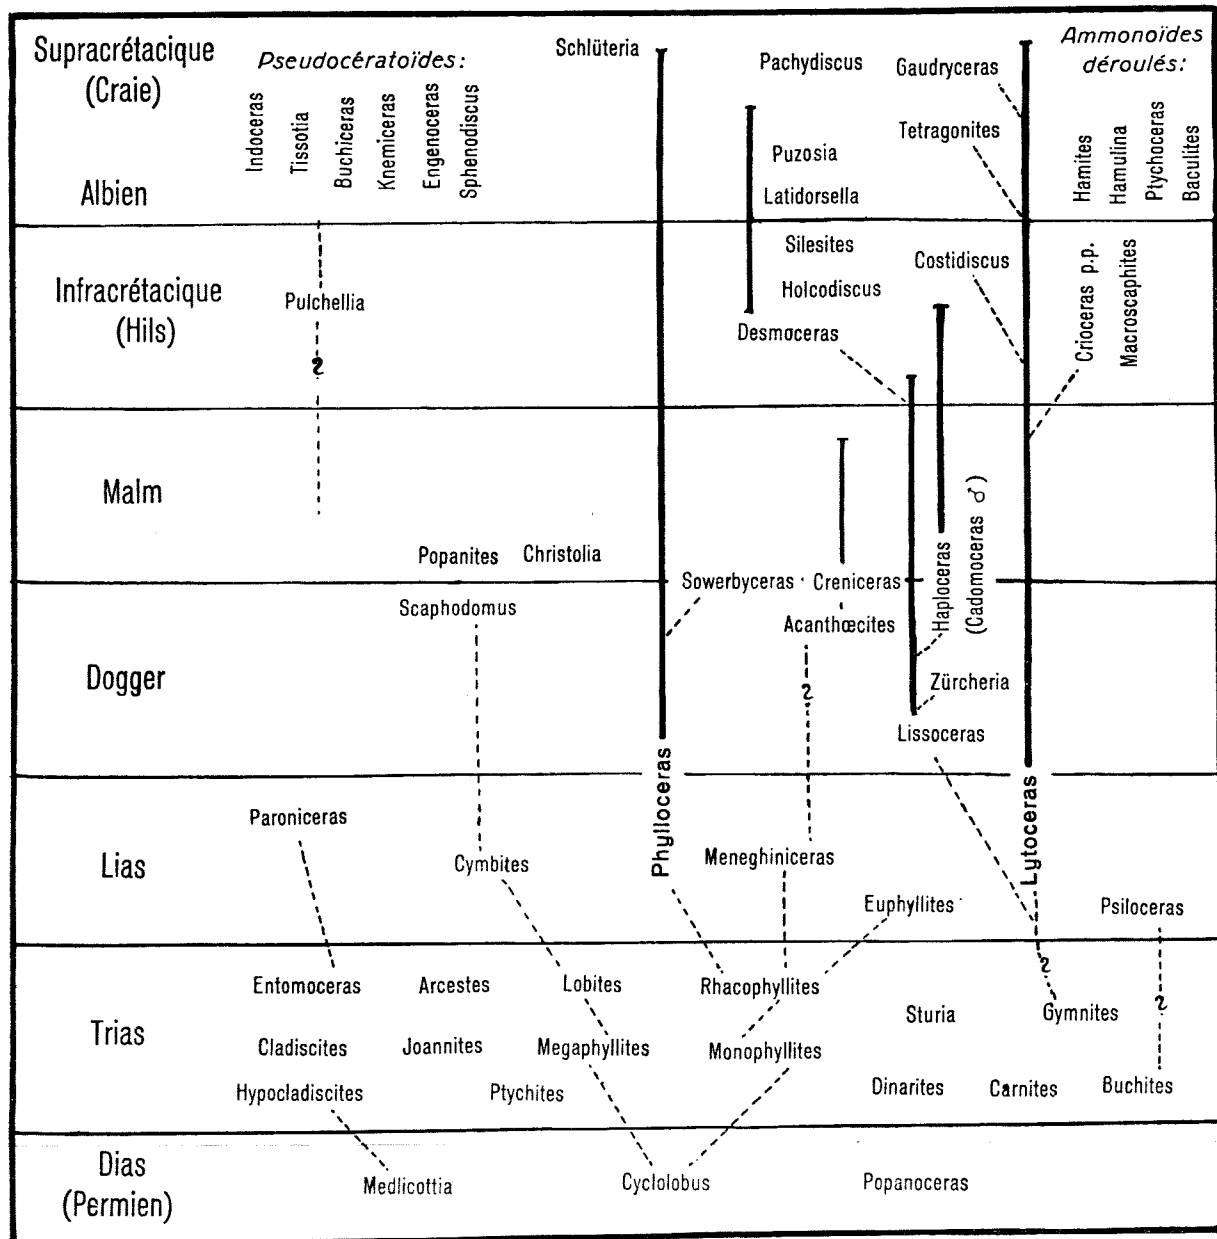 Supracrétacique
(Craie)
Pseudocératoïdes:
Indoceras
Tissotia
Buchiceras
Knemiceras
Engenoceras
Sphenodiscus
Schlüteria
Pachydiscus
Gaudryceras
Ammonoïdes
déroulés:
Puzosia
Tetragonites
Latidorsella
Hamites
Hamulina
Ptychoceras
Baculites
Albien
Infracrétacique
(Hils)
Pulchellia
?
Silesites
Holcodiscus
Desmoceras
Costidiscus
Crioceras p.p.
Macroscaphites
Malm
Popanites
Christolia
Sowerbyceras
Creniceras
Haploceras
(Cadomoceras ♂)
Scaphodomus
Acanthœcites
Dogger
?
Zürcheria
Lissoceras
Phylloceras
Lytoceras
Paroniceras
Lias
Cymbites
Meneghiniceras
Euphyllites
Psiloceras
?
Entomoceras
Arcestes
Lobites
Rhacophyllites
Sturia
Gymnites
?
Trias
Cladiscites
Joannites
Megaphyllites
Monophyllites
Hypocladiscites
Ptychites
Dinarites
Carnites
Buchites
Dias
(Permien)
Medlicottia
Cyclolobus
Popanoceras